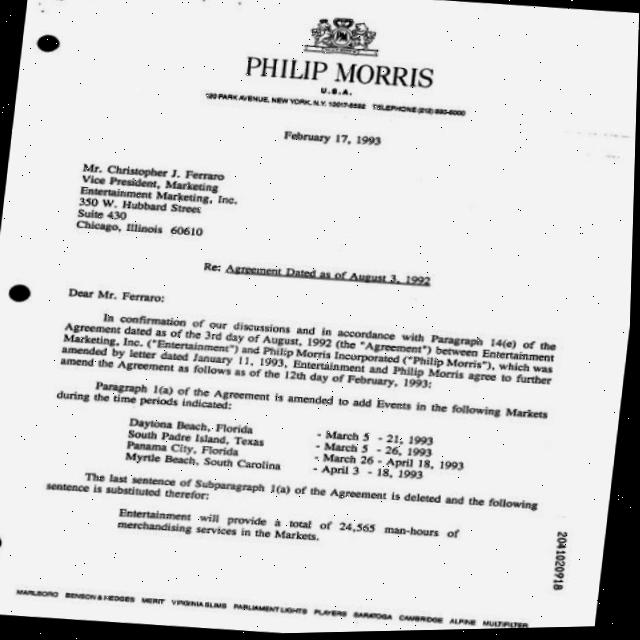 PHILIP MORRIS
U.S.A.
120 PARK AVENUE, NEW YORK, N.Y. 10017-5592 TELEPHONE (212) 880-5000
February 17, 1993
Mr. Christopher J. Ferraro
Vice President, Marketing
Entertainment Marketing, Inc.
350 W. Hubbard Street
Suite 430
Chicago, Illinois 60610
Re: Agreement Dated as of August 3, 1992
Dear Mr. Ferraro:
In confirmation of our discussions and in accordance with Paragraph 14(e) of the
Agreement dated as of the 3rd day of August, 1992 (the "Agreement") between Entertainment
Marketing, Inc. ("Entertainment") and Philip Morris Incorporated ("Philip Morris"), which was
amended by letter dated January 11, 1993, Entertainment and Philip Morris agree to further
amend the Agreement as follows as of the 12th day of February, 1993:
Paragraph 1(a) of the Agreement is amended to add Events in the following Markets
during the time periods indicated:
Daytona Beach, Florida - March 5 - 21, 1993
South Padre Island, Texas - March 5 - 26, 1993
Panama City, Florida - March 26 - April 18, 1993
Myrtle Beach, South Carolina - April 3 - 18, 1993
The last sentence of Subparagraph 1(a) of the Agreement is deleted and the following
sentence is substituted therefor:
Entertainment will provide a total of 24,565 man-hours of
merchandising services in the Markets.
2041020918
MARLBORO BENSON & HEDGES MERIT VIRGINIA SLIMS PARLIAMENT LIGHTS PLAYERS SARATOGA CAMBRIDGE ALPINE MULTIFILTER